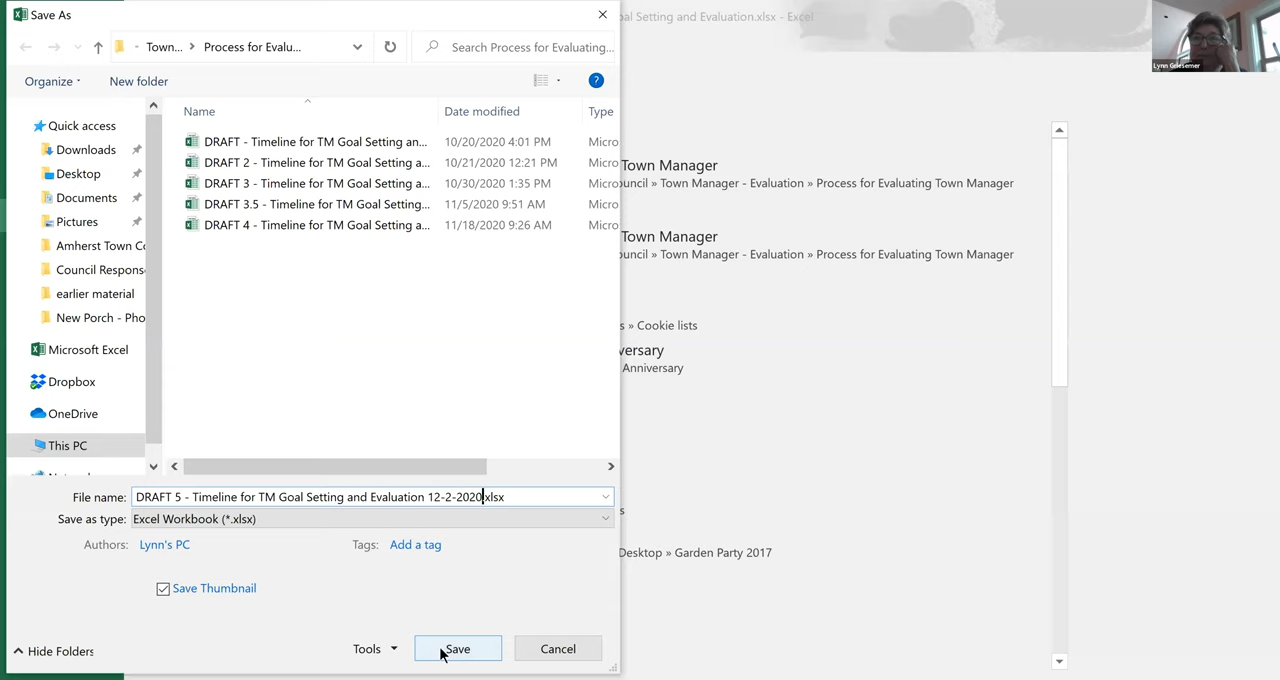 Save As
oal Setting and Evaluation.xlsx - Excel
Lynn Griesemer
Town... > Process for Evalu...
Search Process for Evaluating...
Organize
New folder
?
Name
Date modified
Type
Quick access
Downloads
Desktop
Documents
Pictures
Amherst Town Co
Council Respons
earlier material
New Porch - Pho
Microsoft Excel
Dropbox
OneDrive
This PC
DRAFT - Timeline for TM Goal Setting an... 10/20/2020 4:01 PM Micro
DRAFT 2 - Timeline for TM Goal Setting a... 10/21/2020 12:21 PM Micro
DRAFT 3 - Timeline for TM Goal Setting a... 10/30/2020 1:35 PM Micro
DRAFT 3.5 - Timeline for TM Goal Setting... 11/5/2020 9:51 AM Micro
DRAFT 4 - Timeline for TM Goal Setting a... 11/18/2020 9:26 AM Micro
Town Manager
ouncil » Town Manager - Evaluation » Process for Evaluating Town Manager
Town Manager
ouncil » Town Manager - Evaluation » Process for Evaluating Town Manager
s » Cookie lists
versary
Anniversary
s
Desktop » Garden Party 2017
File name: DRAFT 5 - Timeline for TM Goal Setting and Evaluation 12-2-2020.xlsx
Save as type: Excel Workbook (*.xlsx)
Authors: Lynn's PC
Tags: Add a tag
Save Thumbnail
Hide Folders
Tools
Save
Cancel